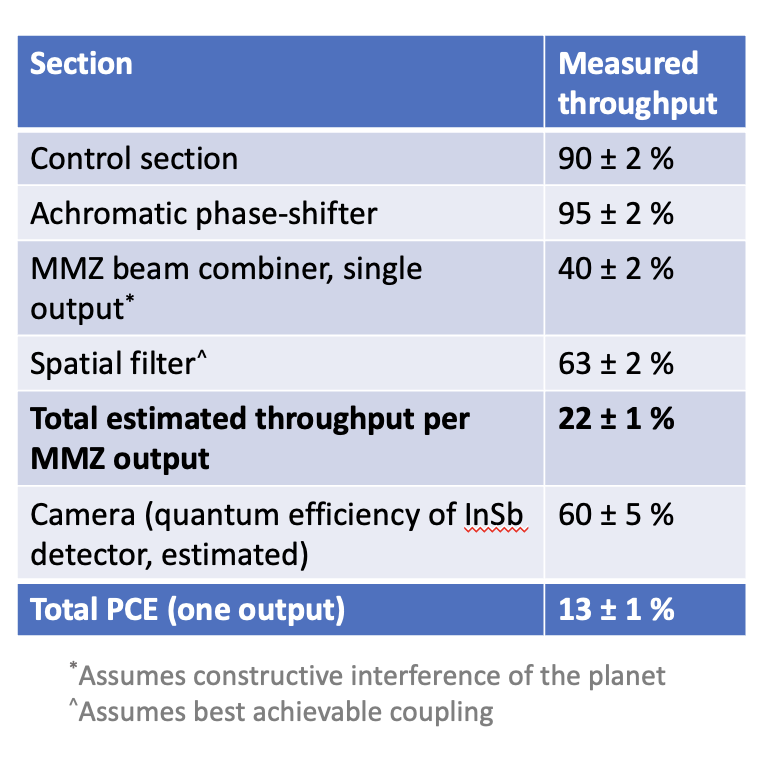 Section
Measured
throughput
Control section
90 ± 2 %
Achromatic phase-shifter
95 ± 2 %
MMZ beam combiner, single
output*
40 ± 2 %
Spatial filter^
63 ± 2 %
Total estimated throughput per
MMZ output
22 ± 1 %
Camera (quantum efficiency of InSb
detector, estimated)
60 ± 5 %
Total PCE (one output)
13 ± 1 %
*Assumes constructive interference of the planet
^Assumes best achievable coupling